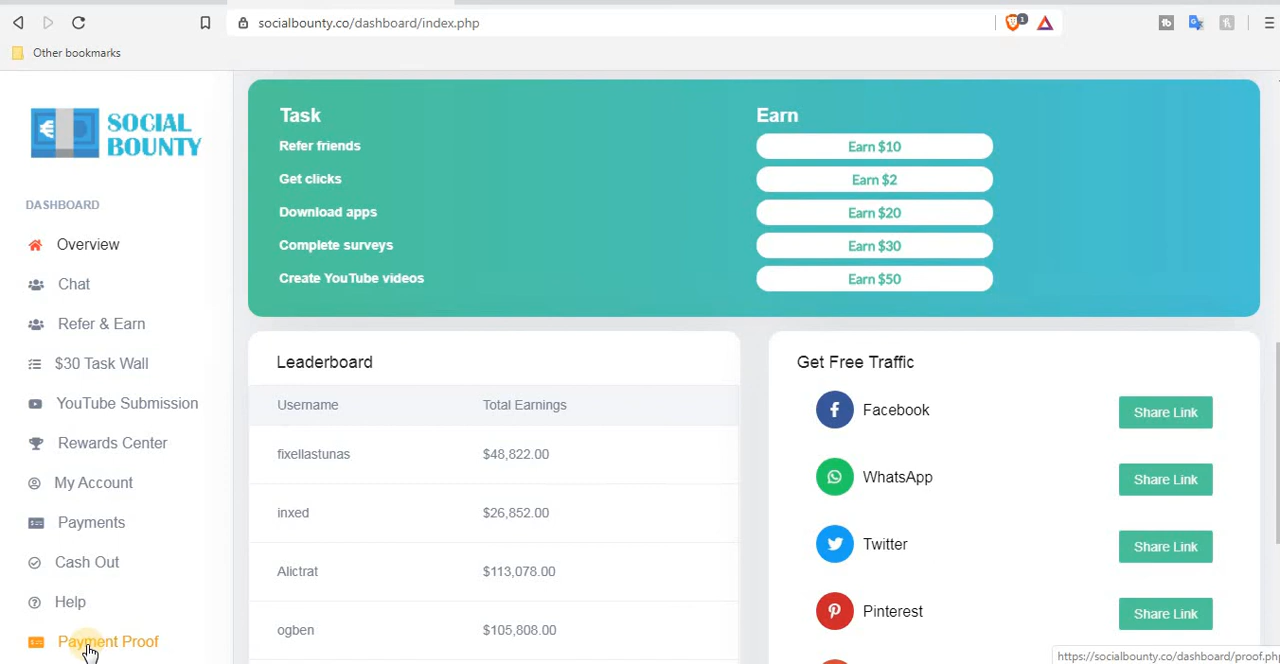 socialbounty.co/dashboard/index.php
1
Other bookmarks
SOCIAL
BOUNTY
DASHBOARD
Overview
Chat
Refer & Earn
$30 Task Wall
YouTube Submission
Rewards Center
My Account
Payments
Cash Out
Help
Payment Proof
Task Earn
Refer friends Earn $10
Get clicks Earn $2
Download apps Earn $20
Complete surveys Earn $30
Create YouTube videos Earn $50
Leaderboard
Username Total Earnings
fixellastunas $48,822.00
inxed $26,852.00
Alictrat $113,078.00
ogben $105,808.00
Get Free Traffic
Facebook Share Link
WhatsApp Share Link
Twitter Share Link
Pinterest Share Link
https://socialbounty.co/dashboard/proof.php